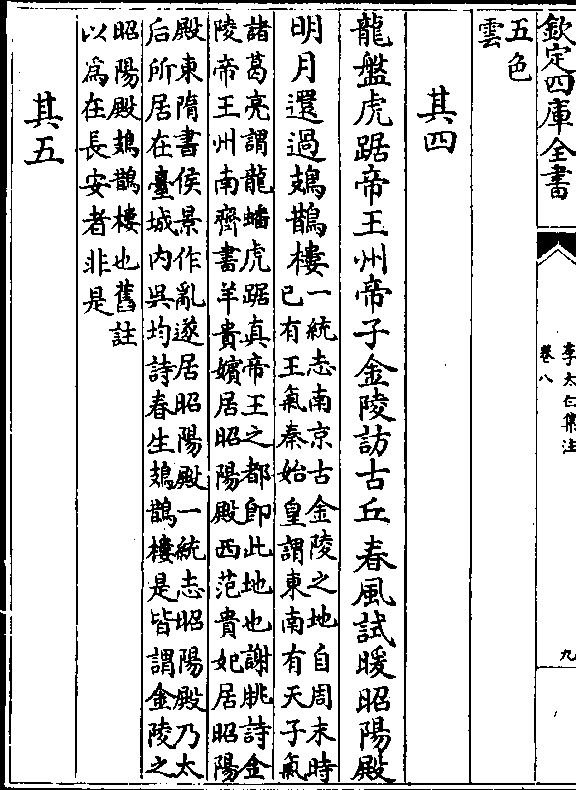 欽定四庫全書
李太白集注
卷八
九
五色
雲
其四
龍盤虎踞帝王州帝子金陵訪古丘春風試暖昭陽殿
明月還過鳷鵲樓
一統志南京古金陵之地自周末時
已有王氣秦始皇謂東南有天子氣
諸葛亮謂龍蟠虎踞真帝王之都即此地也謝朓詩金
陵帝王州南齊書羊貴嬪居昭陽殿西范貴妃居昭陽
殿東隋書侯景作亂遂居昭陽殿一統志昭陽殿乃太
后所居在臺城内吳均詩春生鳷鵲樓是皆謂金陵之
昭陽殿鳷鵲樓也舊註
以爲在長安者非是
其五